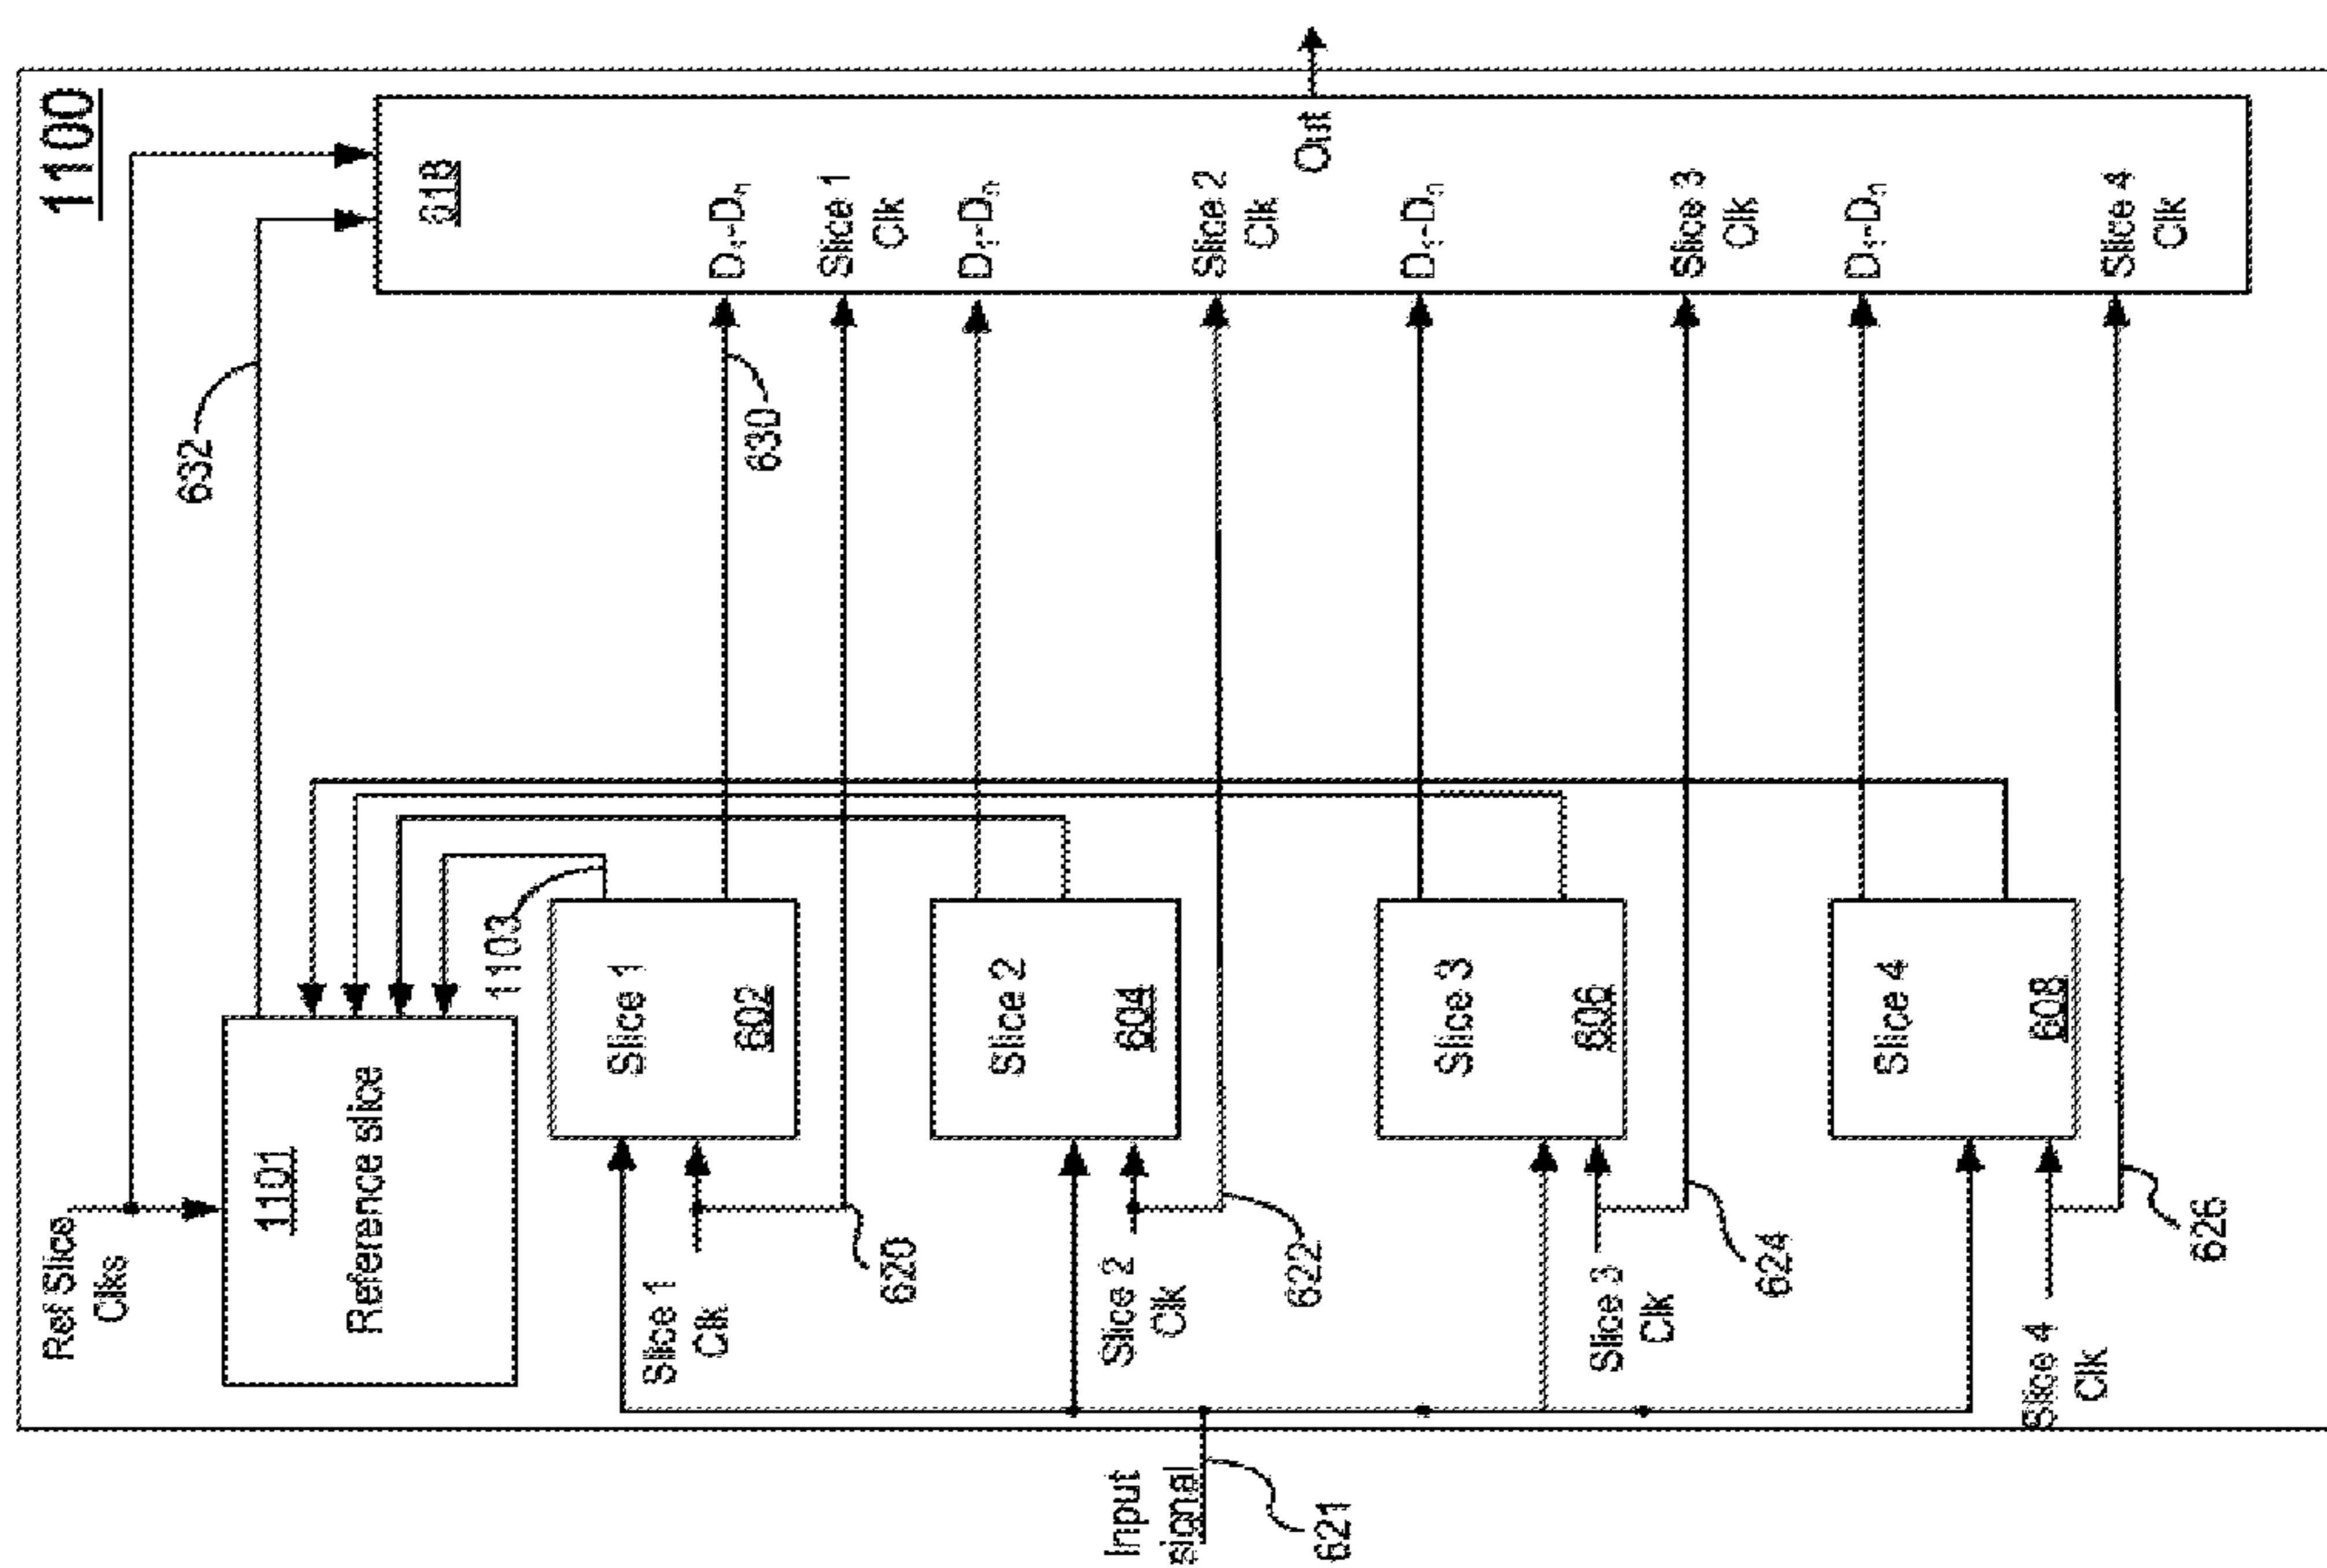 1100
Ref Slice
Clks
632
618
1101
Reference slice
1103
630
D₁-Dₙ
Slice 1
602
Slice 1
Clk
Slice 1
Clk
620
D₁-Dₙ
Slice 2
604
Slice 2
Clk
Slice 2
Clk
622
Input
signal
621
Out
D₁-Dₙ
Slice 3
606
Slice 3
Clk
Slice 3
Clk
624
D₁-Dₙ
Slice 4
608
Slice 4
Clk
Slice 4
Clk
626